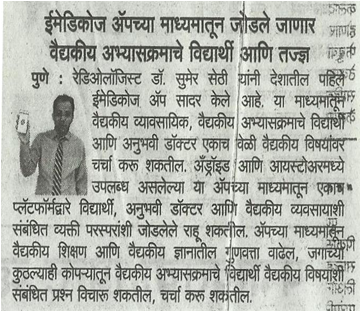 ईमेडिकोज ॲपच्या माध्यमातून जोडले जाणार
वैद्यकीय अभ्यासक्रमाचे विद्यार्थी आणि तज्ज्ञ
पुणे : रेडिओलॉजिस्ट डॉ. सुमेर सेठी यांनी देशातील पहिले
ईमेडिकोज ॲप सादर केले आहे. या माध्यमातून
वैद्यकीय व्यावसायिक, वैद्यकीय अभ्यासक्रमाचे विद्यार्थी
आणि अनुभवी डॉक्टर एकाच वेळी वैद्यकीय विषयांवर
चर्चा करू शकतील. अँड्रॉइड आणि आयस्टोअरमध्ये
उपलब्ध असलेल्या या ॲपच्या माध्यमातून एकाच
प्लॅटफॉर्मद्वारे विद्यार्थी, अनुभवी डॉक्टर आणि वैद्यकीय व्यवसायाशी
संबंधित व्यक्ती परस्परांशी जोडलेले राहू शकतील. ॲपच्या माध्यमातून
वैद्यकीय शिक्षण आणि वैद्यकीय ज्ञानातील गुणवत्ता वाढेल, जगाच्या
कुठल्याही कोपऱ्यातून वैद्यकीय अभ्यासक्रमाचे विद्यार्थी वैद्यकीय विषयांशी
संबंधित प्रश्न विचारू शकतील, चर्चा करू शकतील.